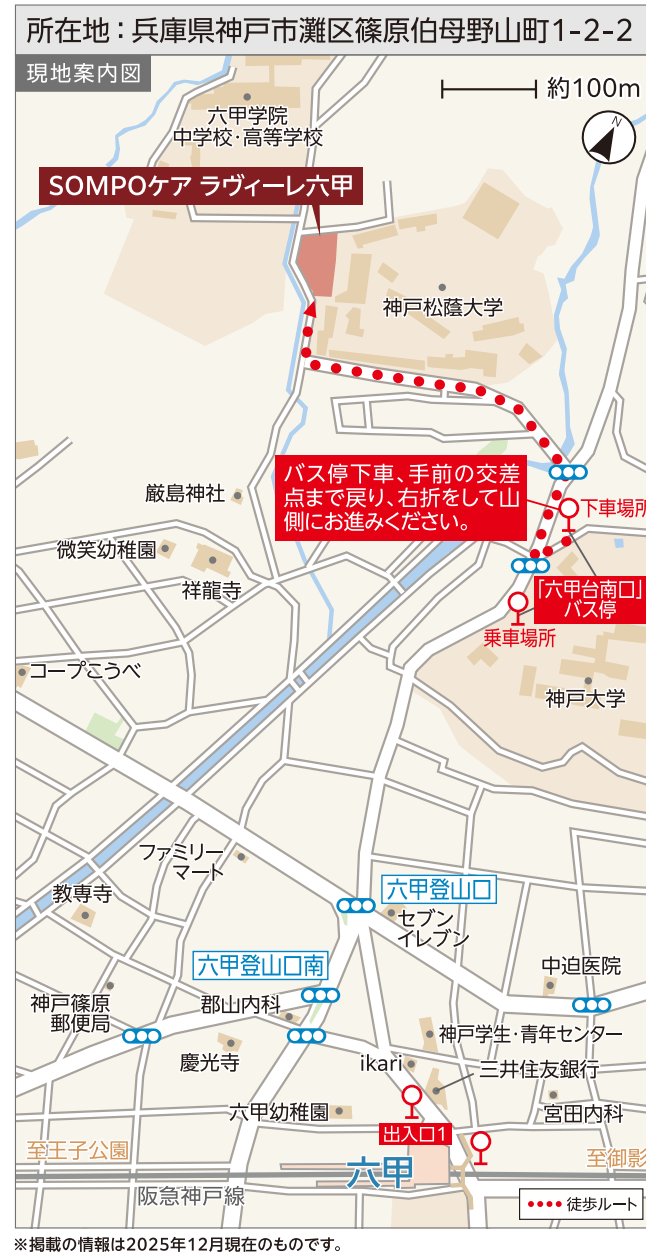 所在地：兵庫県神戸市灘区篠原伯母野山町1-2-2
現地案内図
約100m
N
六甲学院
中学校・高等学校
SOMPOケア ラヴィーレ六甲
神戸松蔭大学
バス停下車、手前の交差
点まで戻り、右折をして山
側にお進みください。
下車場所
厳島神社
微笑幼稚園
祥龍寺
「六甲台南口」
バス停
乗車場所
コープこうべ
神戸大学
ファミリー
マート
教専寺
六甲登山口
セブン
イレブン
六甲登山口南
中迫医院
神戸篠原
郵便局
郡山内科
慶光寺
神戸学生・青年センター
ikari
三井住友銀行
六甲幼稚園
宮田内科
出入口1
至王子公園
六甲
至御影
阪急神戸線
徒歩ルート
※掲載の情報は2025年12月現在のものです。